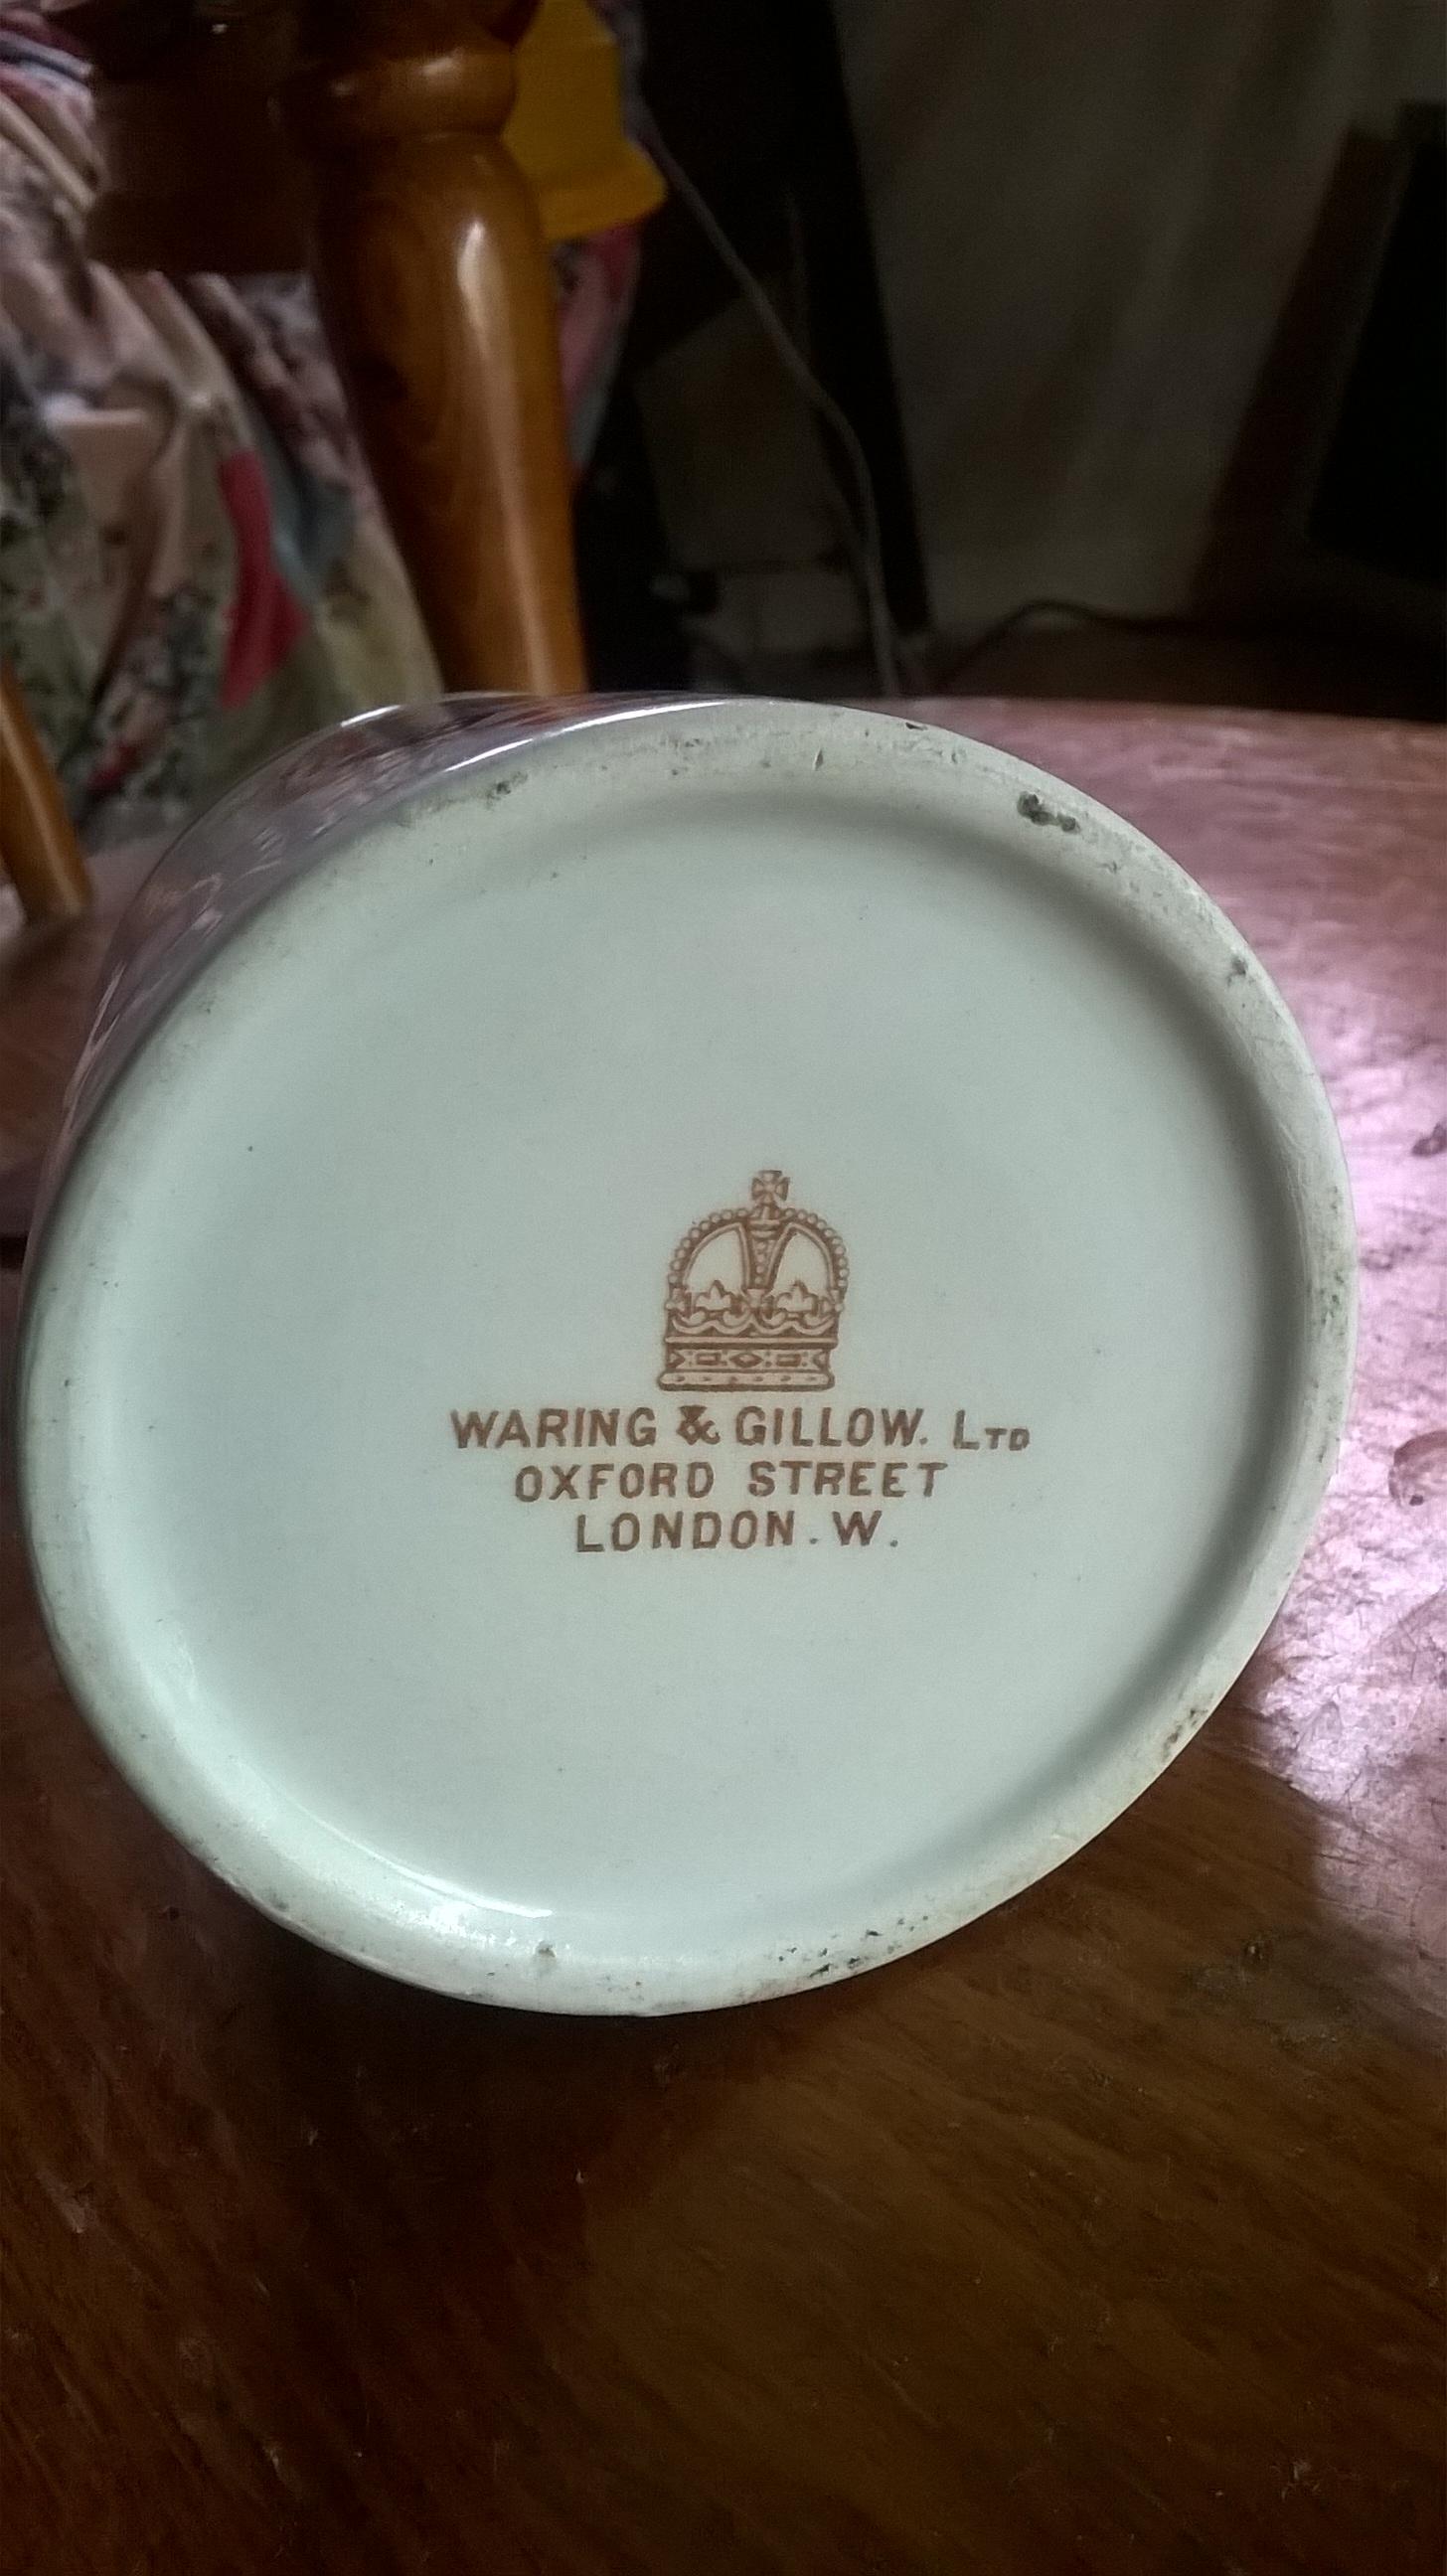 WARING & GILLOW. LTD
OXFORD STREET
LONDON. W.